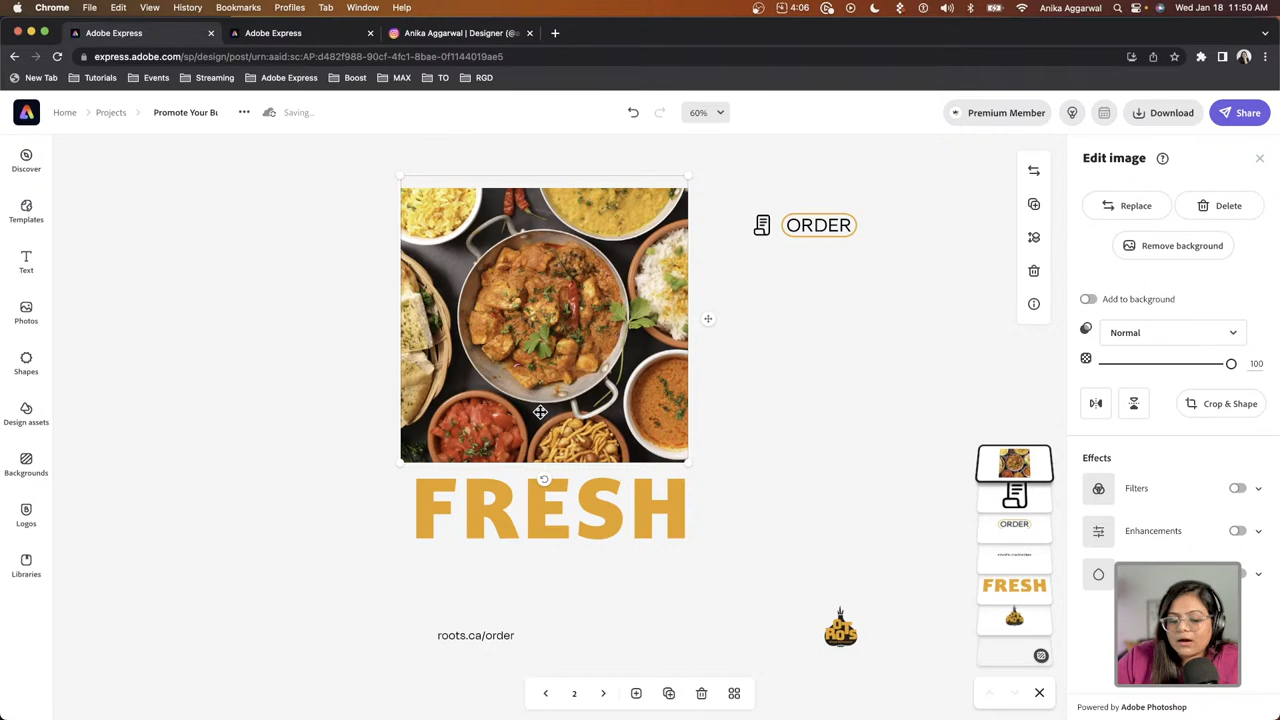 Chrome File Edit View History Bookmarks Profiles Tab Window Help
4:06
Anika Aggarwal Wed Jan 18 11:50 AM
Adobe Express
Adobe Express
Anika Aggarwal | Designer (@a
express.adobe.com/sp/design/post/urn:aaid:sc:AP:d482f988-90cf-4fc1-8bae-0f1144019ae5
New Tab Tutorials Events Streaming Adobe Express Boost MAX TO RGD
Home Projects Promote Your Bu Saving...
60%
Premium Member Download Share
Discover
Templates
Text
Photos
Shapes
Design assets
Backgrounds
Logos
Libraries
ORDER
FRESH
roots.ca/order
2
ORDER
roots.ca/order
FRESH
Edit image
Replace Delete
Remove background
Add to background
Normal
100
Crop & Shape
Effects
Filters
Enhancements
Powered by Adobe Photoshop